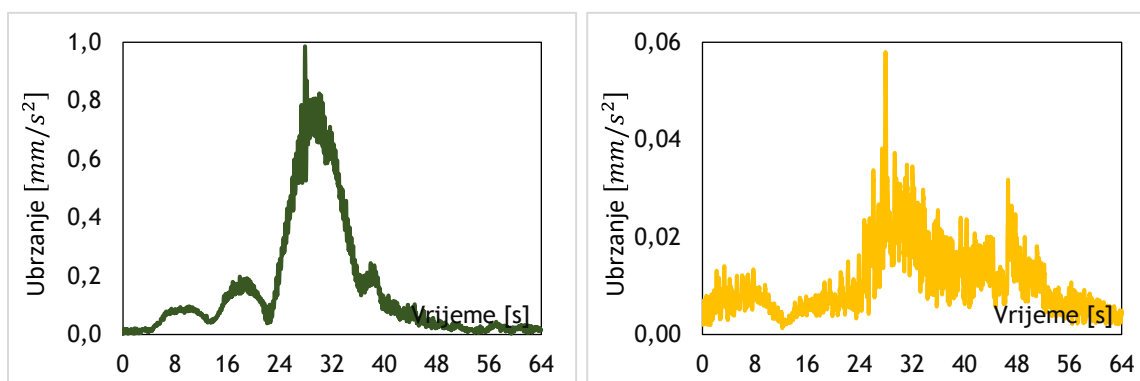 Ubrzanje [mm/s²]
1,0
0,8
0,6
0,4
0,2
0,0
Vrijeme [s]
0 8 16 24 32 40 48 56 64
Ubrzanje [mm/s²]
0,06
0,04
0,02
0,00
Vrijeme [s]
0 8 16 24 32 40 48 56 64